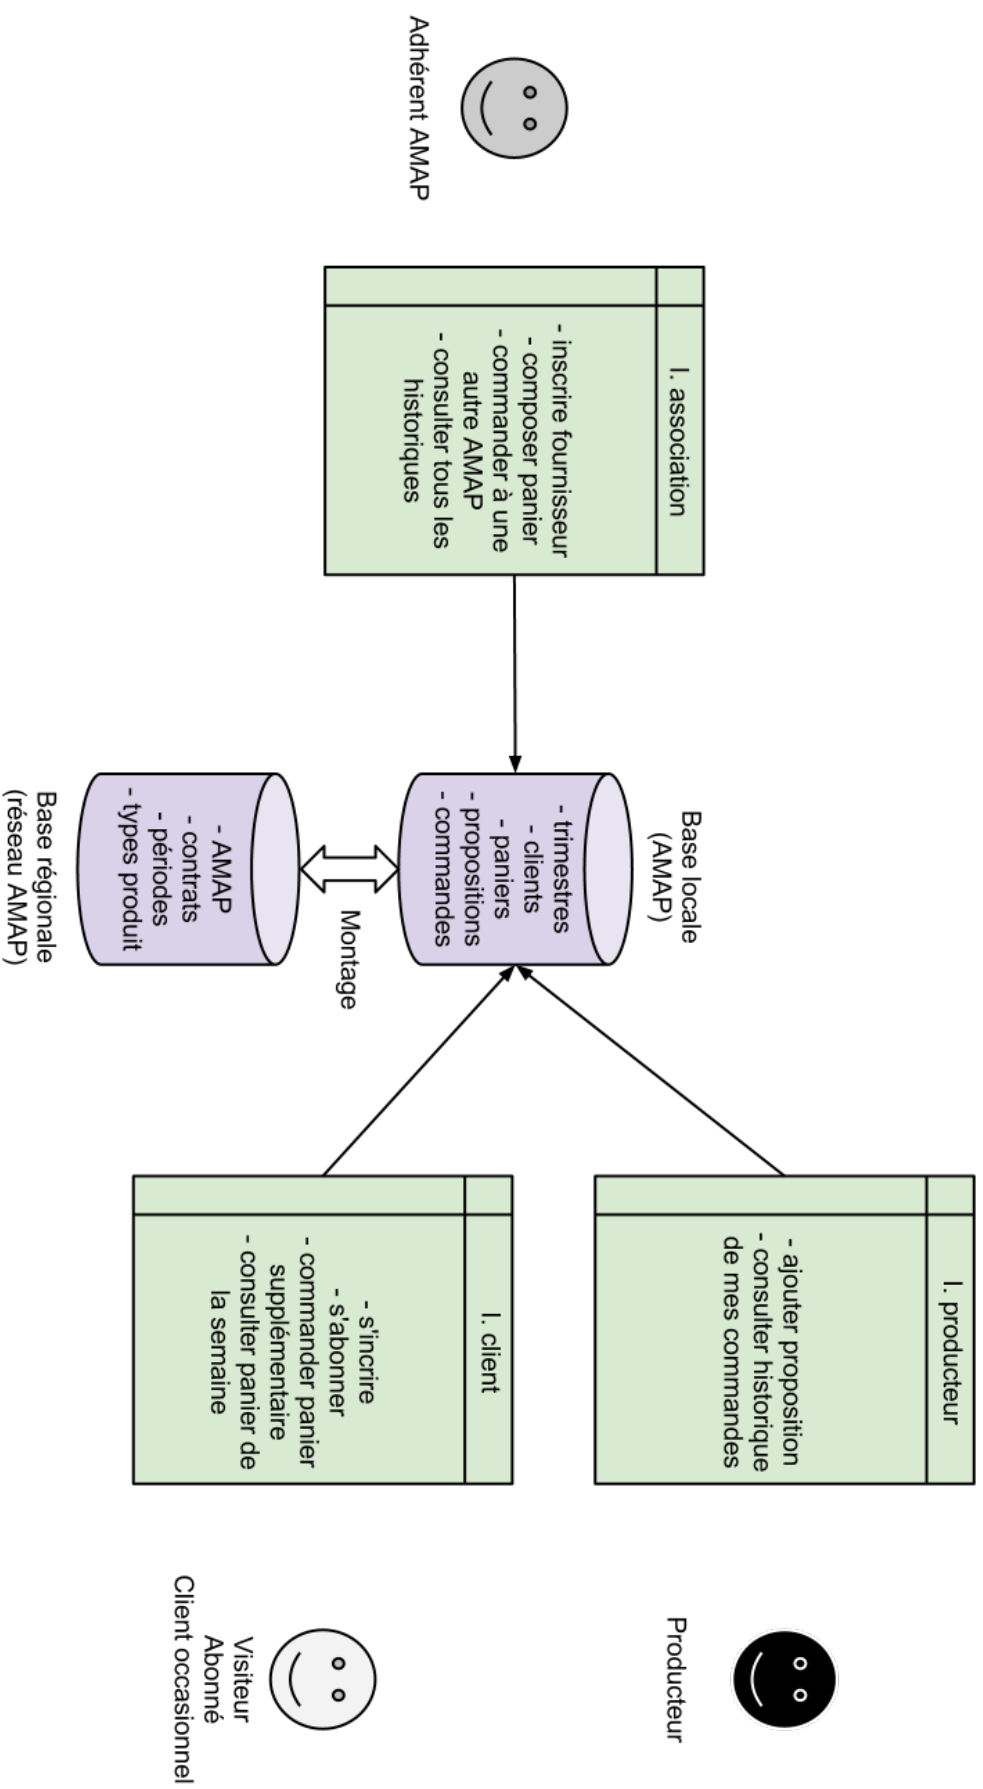 Adhérent AMAP
I. association
- inscrire fournisseur
- composer panier
- commander à une
autre AMAP
- consulter tous les
historiques
Base locale
(AMAP)
- trimestres
- clients
- paniers
- propositions
- commandes
Montage
- AMAP
- contrats
- périodes
- types produit
Base régionale
(réseau AMAP)
I. producteur
- ajouter proposition
- consulter historique
de mes commandes
Producteur
I. client
- s'incrire
- s'abonner
- commander panier
supplémentaire
- consulter panier de
la semaine
Visiteur
Abonné
Client occasionnel